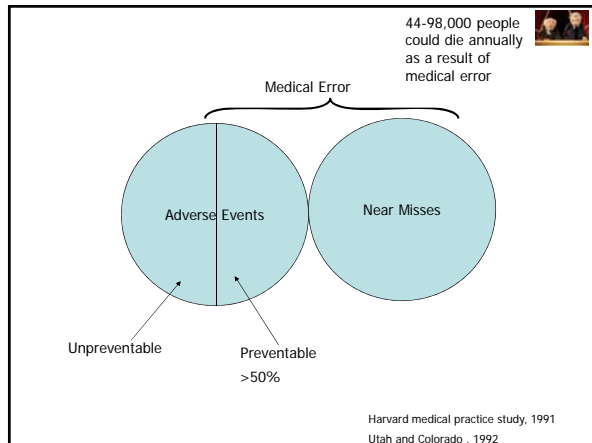 44-98,000 people
could die annually
as a result of
medical error
Medical Error
Adverse Events
Near Misses
Unpreventable
Preventable
>50%
Harvard medical practice study, 1991
Utah and Colorado , 1992